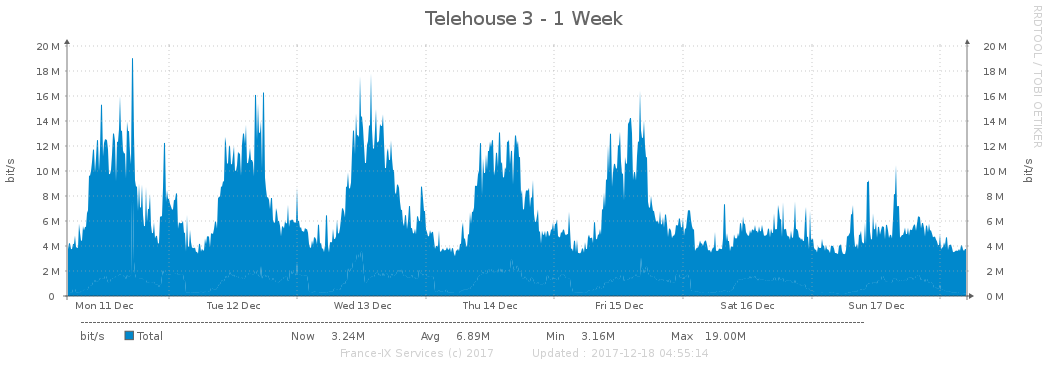 Telehouse 3 - 1 Week
RRDTOOL / TOBI OETIKER
bit/s
20 M 20 M
18 M 18 M
16 M 16 M
14 M 14 M
12 M 12 M
10 M 10 M
8 M 8 M
6 M 6 M
4 M 4 M
2 M 2 M
0 0 M
bit/s
Mon 11 Dec Tue 12 Dec Wed 13 Dec Thu 14 Dec Fri 15 Dec Sat 16 Dec Sun 17 Dec
bit/s Total Now 3.24M Avg 6.89M Min 3.16M Max 19.00M
France-IX Services (c) 2017 Updated : 2017-12-18 04:55:14